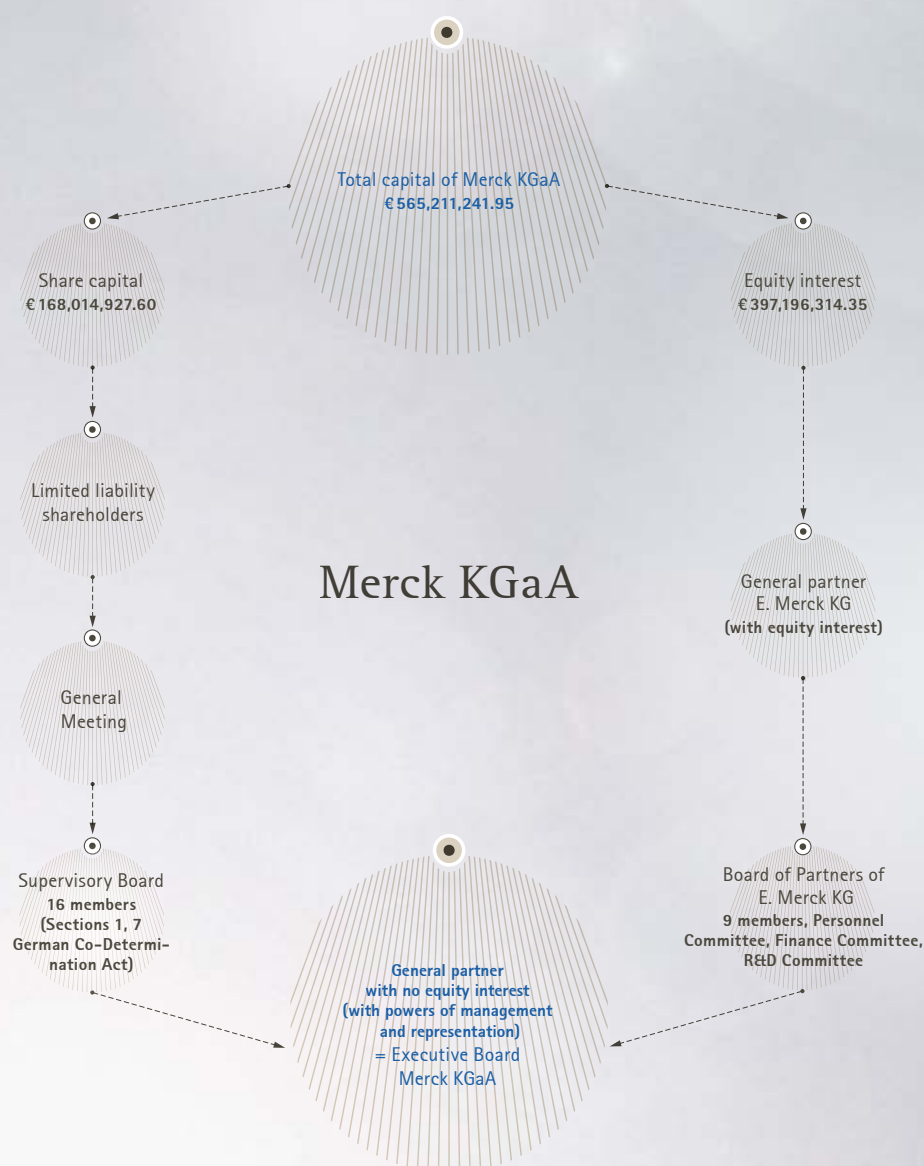 Total capital of Merck KGaA
€ 565,211,241.95
Share capital
€ 168,014,927.60
Equity interest
€ 397,196,314.35
Limited liability
shareholders
Merck KGaA
General partner
E. Merck KG
(with equity interest)
General
Meeting
Supervisory Board
16 members
(Sections 1, 7
German Co-Determi-
nation Act)
Board of Partners of
E. Merck KG
9 members, Personnel
Committee, Finance Committee,
R&D Committee
General partner
with no equity interest
(with powers of management
and representation)
= Executive Board
Merck KGaA